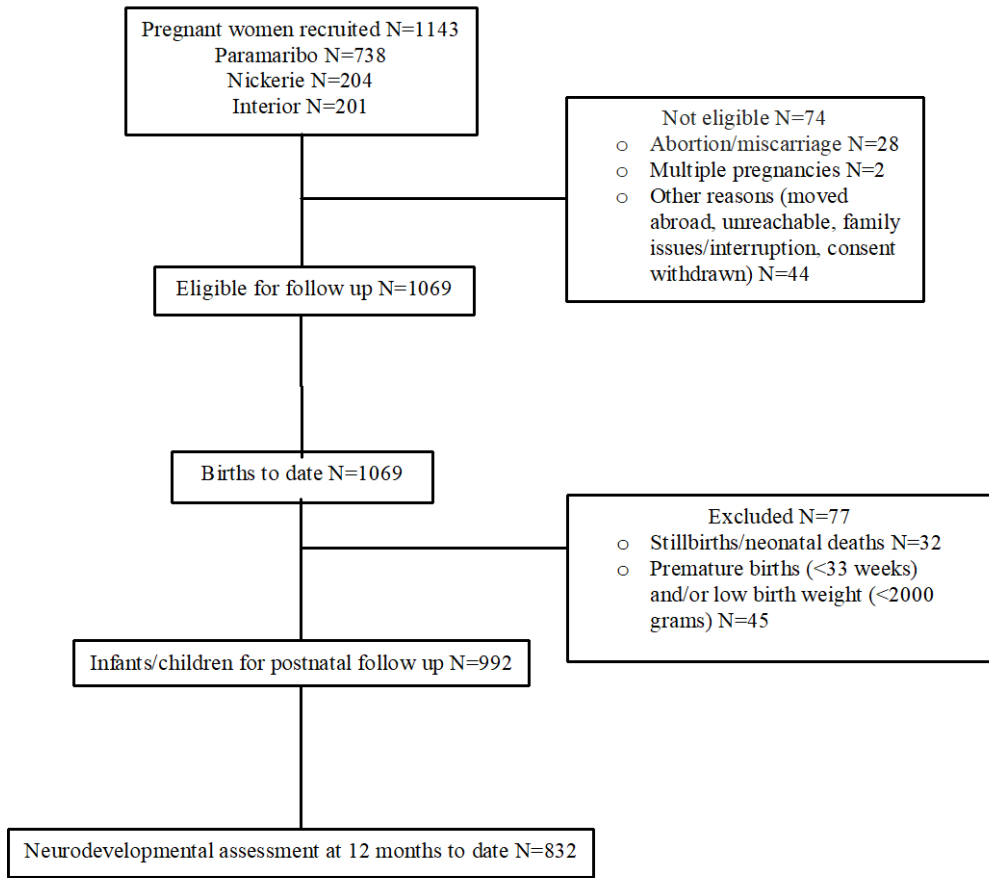 Pregnant women recruited N=1143
Paramaribo N=738
Nickerie N=204
Interior N=201
Not eligible N=74
o Abortion/miscarriage N=28
o Multiple pregnancies N=2
o Other reasons (moved
abroad, unreachable, family
issues/interruption, consent
withdrawn) N=44
Eligible for follow up N=1069
Births to date N=1069
Excluded N=77
o Stillbirths/neonatal deaths N=32
o Premature births (<33 weeks)
and/or low birth weight (<2000
grams) N=45
Infants/children for postnatal follow up N=992
Neurodevelopmental assessment at 12 months to date N=832